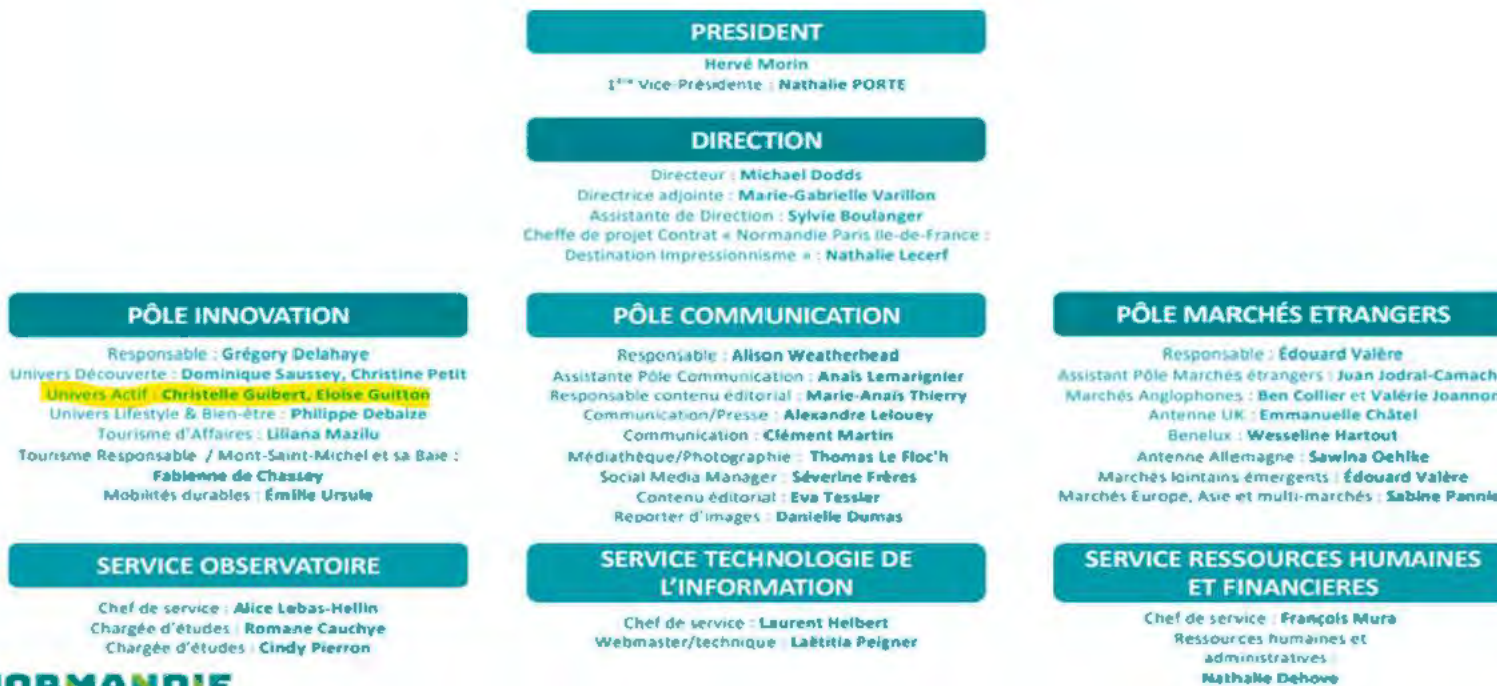 PRESIDENT
Hervé Morin
1ère Vice-Présidente : Nathalie PORTE
DIRECTION
Directeur : Michael Dodds
Directrice adjointe : Marie-Gabrielle Varillon
Assistante de Direction : Sylvie Boulanger
Cheffe de projet Contrat « Normandie Paris Ile-de-France :
Destination Impressionnisme » : Nathalie Lecerf
PÔLE INNOVATION
Responsable : Grégory Delahaye
Univers Découverte : Dominique Saussey, Christine Petit
Univers Actif : Christelle Guibert, Eloïse Guitton
Univers Lifestyle & Bien-être : Philippe Debaize
Tourisme d'Affaires : Liliana Mazilu
Tourisme Responsable / Mont-Saint-Michel et sa Baie :
Fabienne de Chassey
Mobilités durables : Émilie Ursule
PÔLE COMMUNICATION
Responsable : Alison Weatherhead
Assistante Pôle Communication : Anaïs Lemarignier
Responsable contenu éditorial : Marie-Anaïs Thierry
Communication/Presse : Alexandre Lelouey
Communication : Clément Martin
Médiathèque/Photographie : Thomas Le Floc'h
Social Media Manager : Séverine Frères
Contenu éditorial : Eva Tessier
Reporter d'images : Danielle Dumas
PÔLE MARCHÉS ETRANGERS
Responsable : Édouard Valère
Assistant Pôle Marchés étrangers : Juan Jodral-Camach
Marchés Anglophones : Ben Collier et Valérie Joannon
Antenne UK : Emmanuelle Châtel
Benelux : Wesseline Hartout
Antenne Allemagne : Sawina Oehlke
Marchés lointains émergents : Édouard Valère
Marchés Europe, Asie et multi-marchés : Sabine Pannie
SERVICE OBSERVATOIRE
Chef de service : Alice Lebas-Hellin
Chargée d'études : Romane Cauchye
Chargée d'études : Cindy Pierron
SERVICE TECHNOLOGIE DE
L'INFORMATION
Chef de service : Laurent Helbert
Webmaster/technique : Laëtitia Peigner
SERVICE RESSOURCES HUMAINES
ET FINANCIERES
Chef de service : François Mura
Ressources humaines et
administratives :
Nathalie Dehove
NORMANDIE